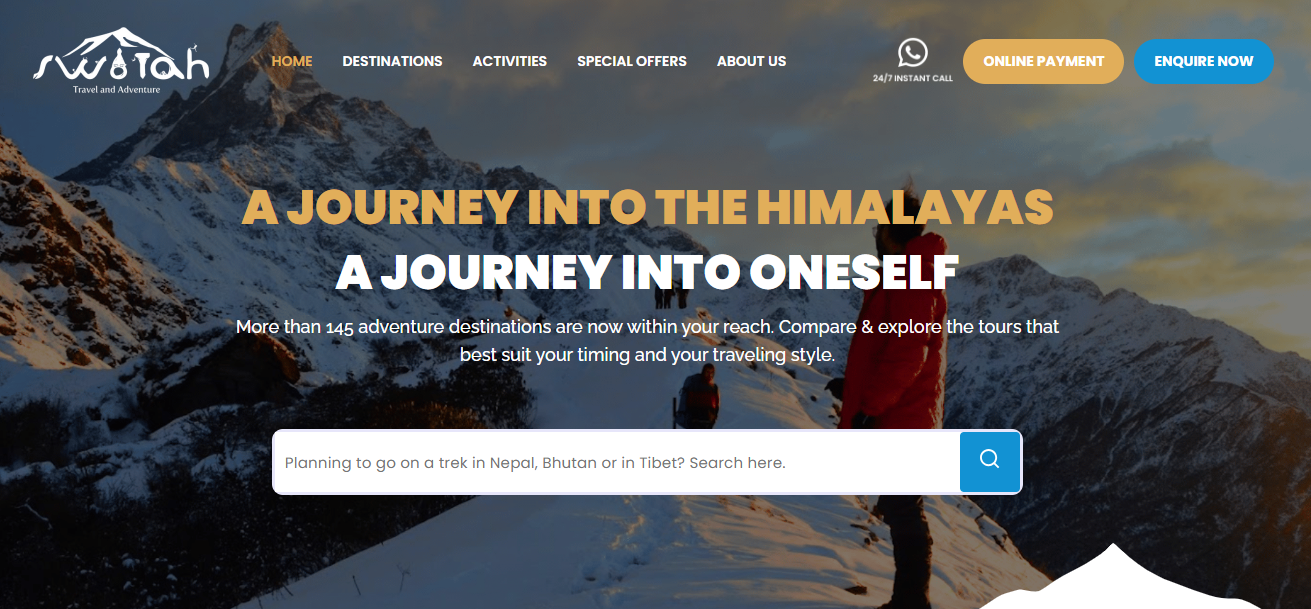 swotah
Travel and Adventure
HOME
DESTINATIONS
ACTIVITIES
SPECIAL OFFERS
ABOUT US
24/7 INSTANT CALL
ONLINE PAYMENT
ENQUIRE NOW
A JOURNEY INTO THE HIMALAYAS
A JOURNEY INTO ONESELF
More than 145 adventure destinations are now within your reach. Compare & explore the tours that
best suit your timing and your traveling style.
Planning to go on a trek in Nepal, Bhutan or in Tibet? Search here.